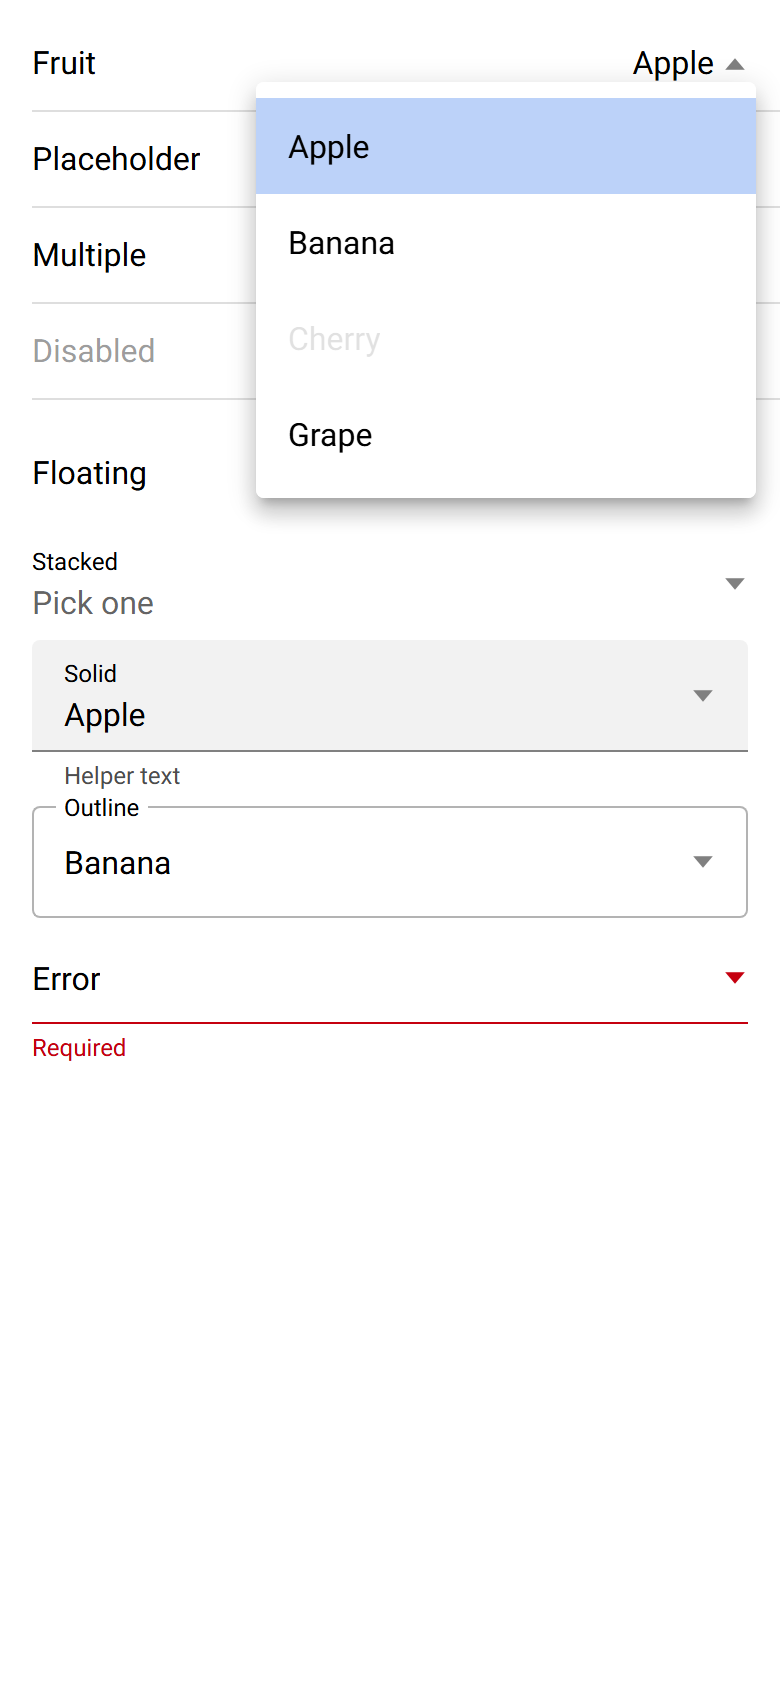 Fruit Apple
Apple
Placeholder
Banana
Multiple
Cherry
Disabled
Grape
Floating
Stacked
Pick one
Solid
Apple
Helper text
Outline
Banana
Error
Required